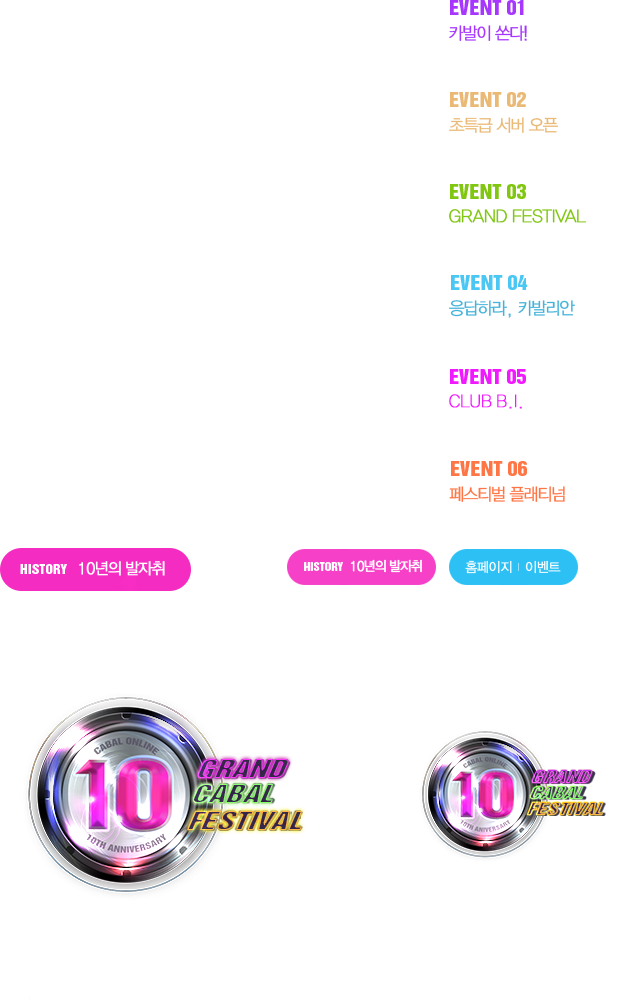 EVENT 01
카발이 쏜다!
EVENT 02
초특급 서버 오픈
EVENT 03
GRAND FESTIVAL
EVENT 04
응답하라, 카발리안
EVENT 05
CLUB B.I.
EVENT 06
페스티벌 플래티넘
HISTORY 10년의 발자취
HISTORY 10년의 발자취
홈페이지 | 이벤트
CABAL ONLINE
10
10TH ANNIVERSARY
GRAND
CABAL
FESTIVAL
CABAL ONLINE
10
10TH ANNIVERSARY
GRAND
CABAL
FESTIVAL